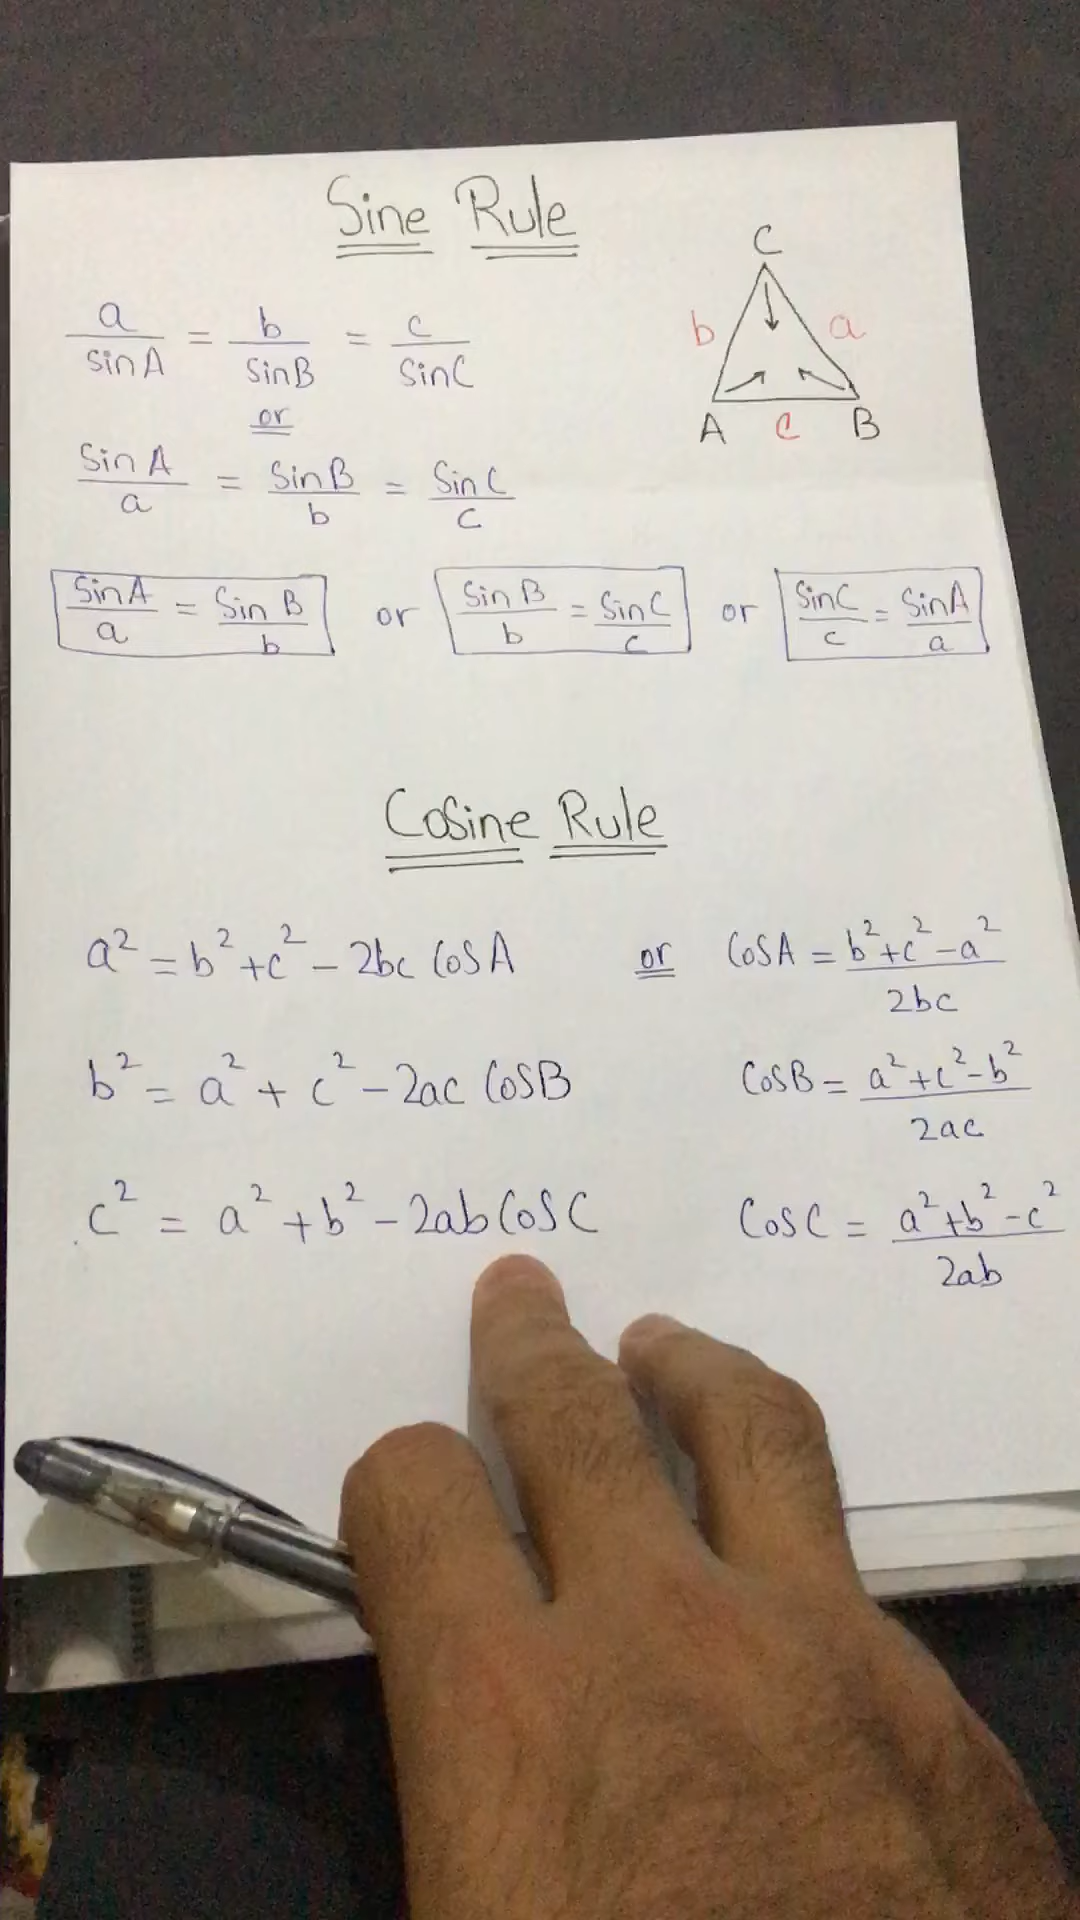 Sine Rule
C
b a
A c B
a/sinA = b/sinB = c/sinC
or
SinA/a = SinB/b = SinC/c
SinA/a = SinB/b or SinB/b = SinC/c or SinC/c = SinA/a
Cosine Rule
a² = b² + c² – 2bc CosA or CosA = b² + c² – a² / 2bc
b² = a² + c² – 2ac CosB CosB = a² + c² – b² / 2ac
c² = a² + b² – 2ab CosC CosC = a² + b² – c² / 2ab